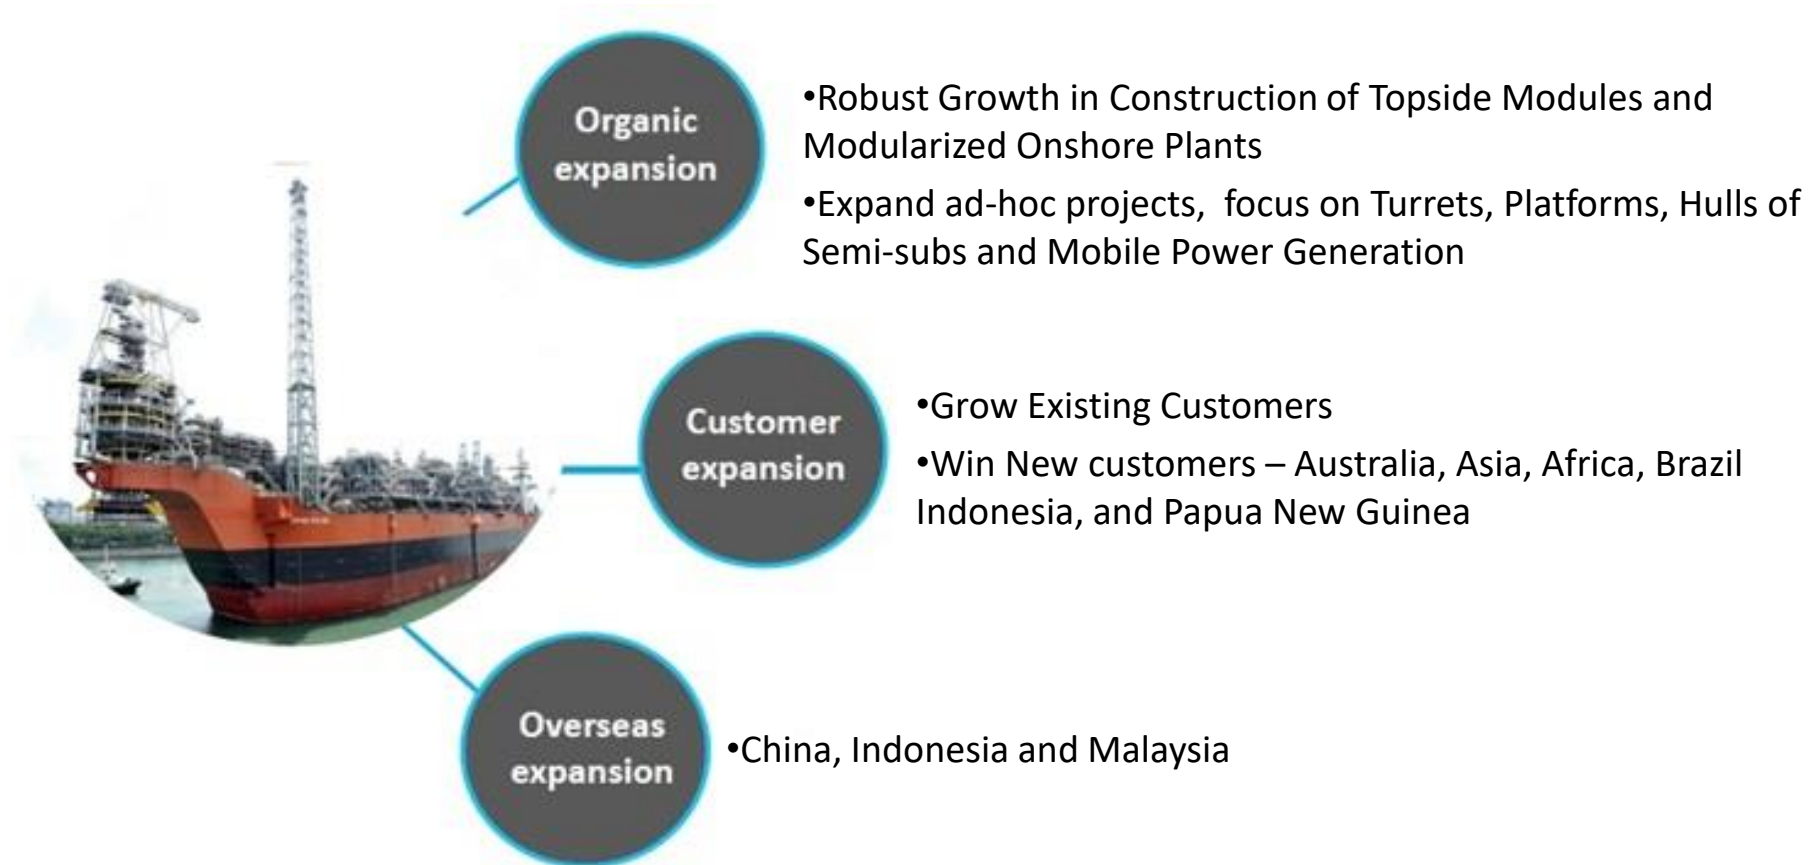 Organic
expansion
•Robust Growth in Construction of Topside Modules and
Modularized Onshore Plants
•Expand ad-hoc projects,  focus on Turrets, Platforms, Hulls of
Semi-subs and Mobile Power Generation
Customer
expansion
•Grow Existing Customers
•Win New customers – Australia, Asia, Africa, Brazil
Indonesia, and Papua New Guinea
Overseas
expansion
•China, Indonesia and Malaysia